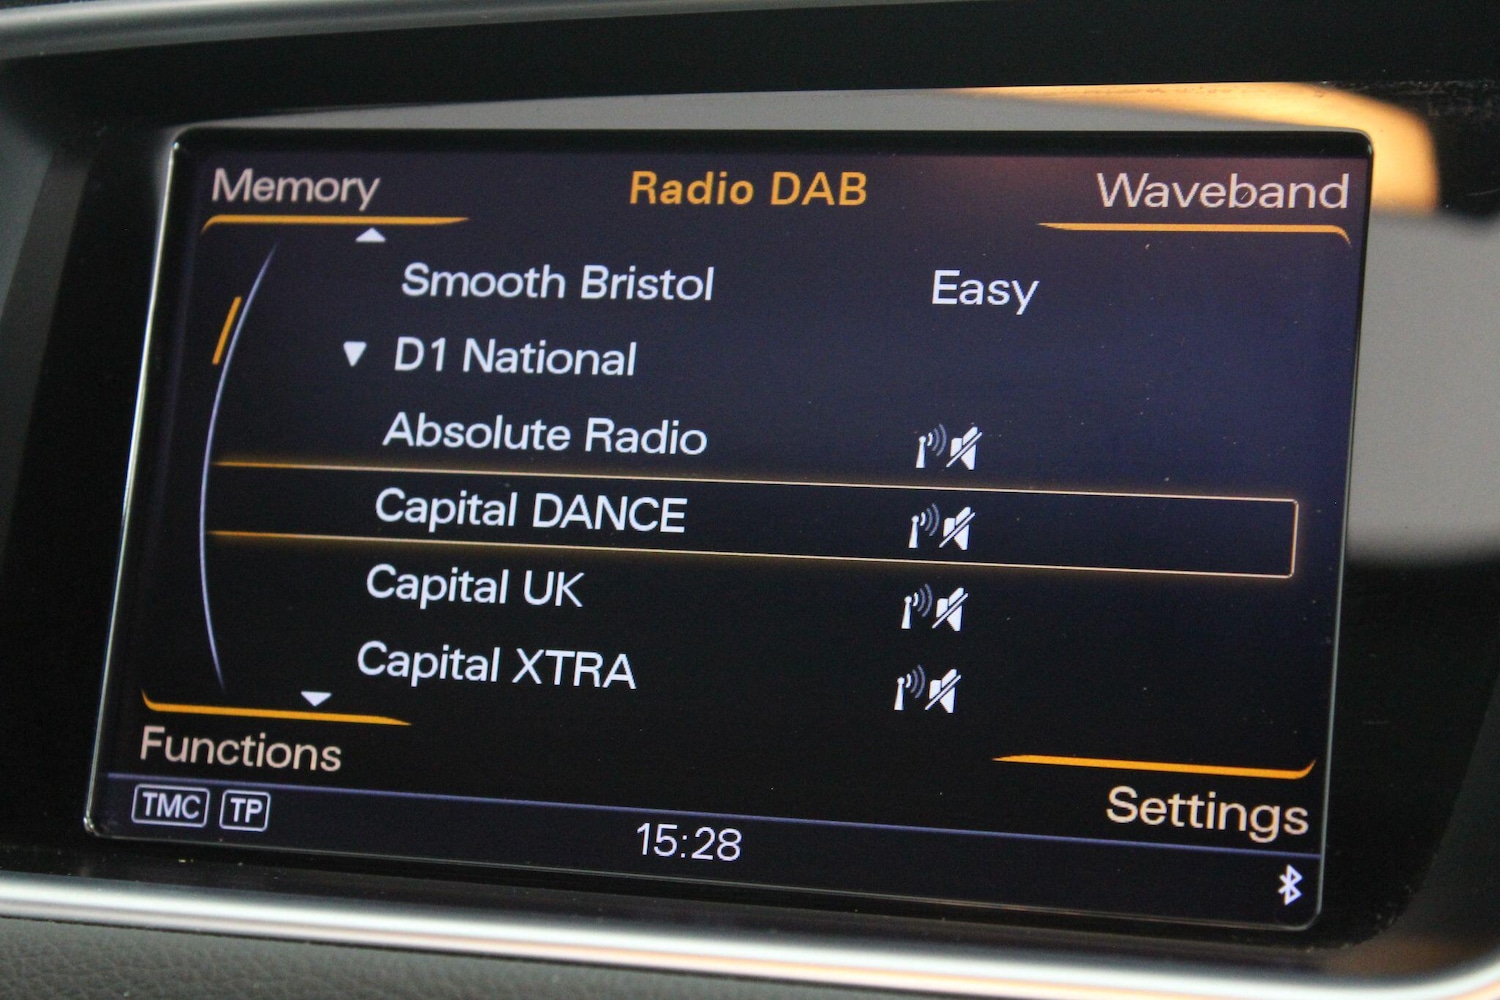 Memory Radio DAB Waveband
Smooth Bristol Easy
D1 National
Absolute Radio
Capital DANCE
Capital UK
Capital XTRA
Functions
Settings
TMC TP
15:28